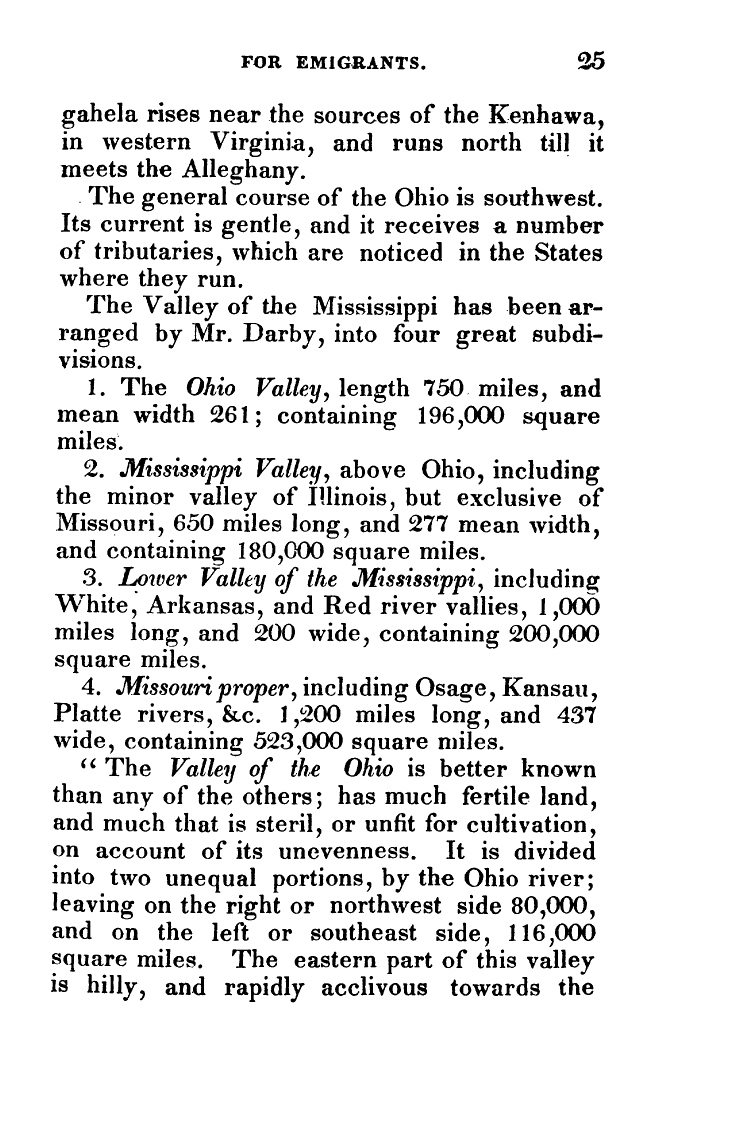 FOR EMIGRANTS. 25
gahela rises near the sources of the Kenhawa,
in western Virginia, and runs north till it
meets the Alleghany.
The general course of the Ohio is southwest.
Its current is gentle, and it receives a number
of tributaries, which are noticed in the States
where they run.
The Valley of the Mississippi has been ar-
ranged by Mr. Darby, into four great subdi-
visions.
1. The Ohio Valley, length 750 miles, and
mean width 261; containing 196,000 square
miles.
2. Mississippi Valley, above Ohio, including
the minor valley of Illinois, but exclusive of
Missouri, 650 miles long, and 277 mean width,
and containing 180,000 square miles.
3. Lower Valley of the Mississippi, including
White, Arkansas, and Red river vallies, 1,000
miles long, and 200 wide, containing 200,000
square miles.
4. Missouri proper, including Osage, Kansau,
Platte rivers, &c. 1,200 miles long, and 437
wide, containing 523,000 square miles.
“ The Valley of the Ohio is better known
than any of the others; has much fertile land,
and much that is steril, or unfit for cultivation,
on account of its unevenness. It is divided
into two unequal portions, by the Ohio river;
leaving on the right or northwest side 80,000,
and on the left or southeast side, 116,000
square miles. The eastern part of this valley
is hilly, and rapidly acclivous towards the